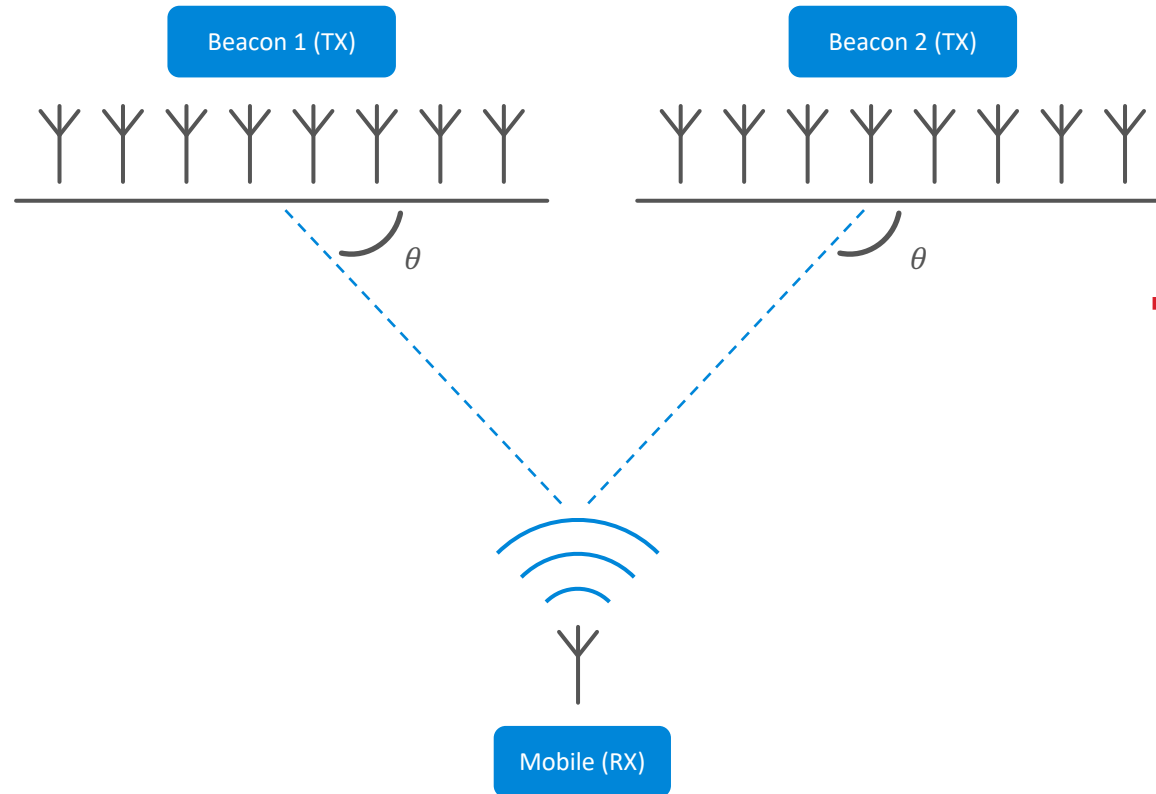 Beacon 1 (TX)
Beacon 2 (TX)
θ
θ
Mobile (RX)